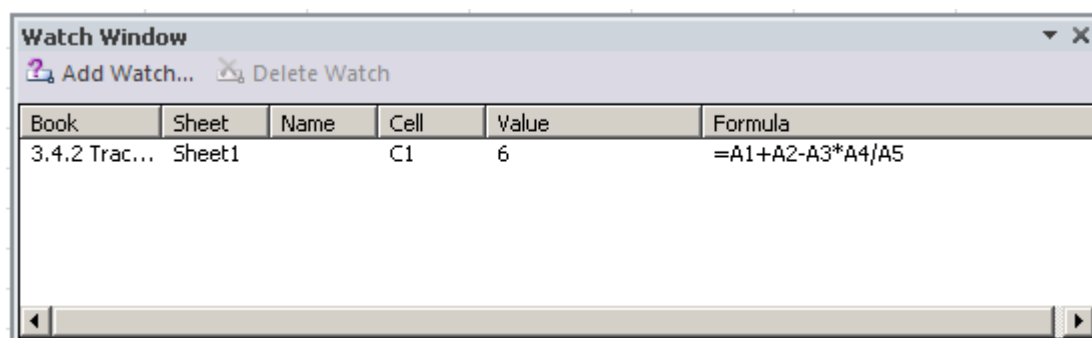 Watch Window
Add Watch... Delete Watch
Book Sheet Name Cell Value Formula
3.4.2 Trac... Sheet1 C1 6 =A1+A2-A3*A4/A5